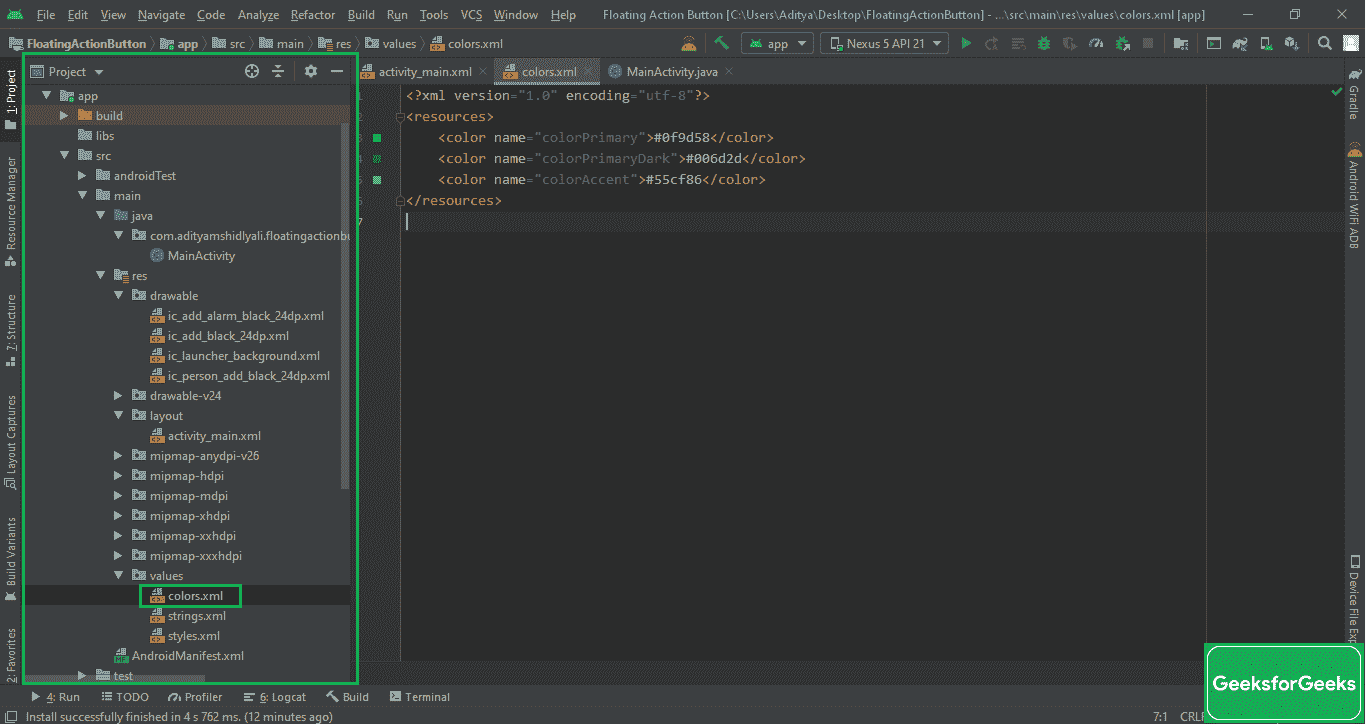 File Edit View Navigate Code Analyze Refactor Build Run Tools VCS Window Help Floating Action Button [C:\Users\Aditya\Desktop\FloatingActionButton] - ...\src\main\res\values\colors.xml [app]
FloatingActionButton app src main res values colors.xml app Nexus 5 API 21
Project
activity_main.xml colors.xml MainActivity.java
1: Project
Resource Manager
7: Structure
Layout Captures
Build Variants
2: Favorites
app
build
libs
src
androidTest
main
java
com.adityamshidlyali.floatingactionb
MainActivity
res
drawable
ic_add_alarm_black_24dp.xml
ic_add_black_24dp.xml
ic_launcher_background.xml
ic_person_add_black_24dp.xml
drawable-v24
layout
activity_main.xml
mipmap-anydpi-v26
mipmap-hdpi
mipmap-mdpi
mipmap-xhdpi
mipmap-xxhdpi
mipmap-xxxhdpi
values
colors.xml
strings.xml
styles.xml
AndroidManifest.xml
test
<?xml version="1.0" encoding="utf-8"?>
<resources>
<color name="colorPrimary">#0f9d58</color>
<color name="colorPrimaryDark">#006d2d</color>
<color name="colorAccent">#55cf86</color>
</resources>
7
Gradle
Android WiFi ADB
Device File Exp
GeeksforGeeks
4: Run TODO Profiler 6: Logcat Build Terminal
Install successfully finished in 4 s 762 ms. (12 minutes ago) 7:1 CRLF